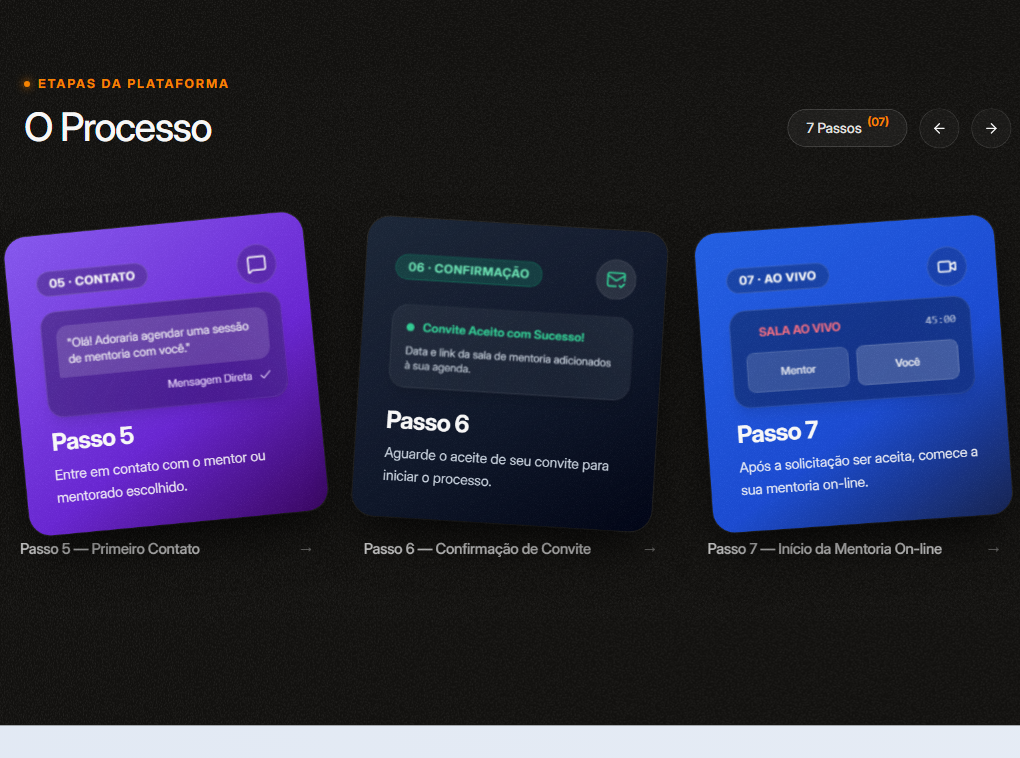 ETAPAS DA PLATAFORMA
O Processo
7 Passos (07)
← →
05 · CONTATO
"Olá! Adoraria agendar uma sessão
de mentoria com você."
Mensagem Direta ✓
Passo 5
Entre em contato com o mentor ou
mentorado escolhido.
Passo 5 — Primeiro Contato →
06 · CONFIRMAÇÃO
Convite Aceito com Sucesso!
Data e link da sala de mentoria adicionados
à sua agenda.
Passo 6
Aguarde o aceite de seu convite para
iniciar o processo.
Passo 6 — Confirmação de Convite →
07 · AO VIVO
SALA AO VIVO 45:00
Mentor Você
Passo 7
Após a solicitação ser aceita, comece a
sua mentoria on-line.
Passo 7 — Início da Mentoria On-line →